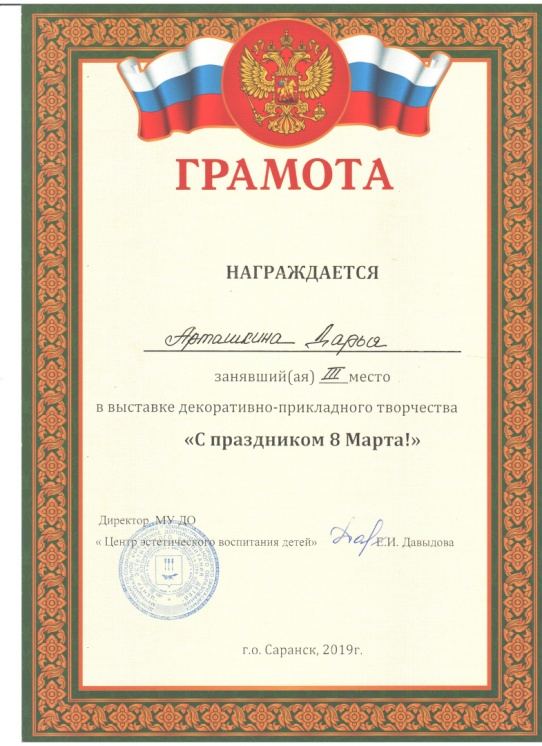 ГРАМОТА
НАГРАЖДАЕТСЯ
Арташкина Дарья
занявший(ая) III место
в выставке декоративно-прикладного творчества
«С праздником 8 Марта!»
Директор МУ ДО
« Центр эстетического воспитания детей» Е.И. Давыдова
г.о. Саранск, 2019г.